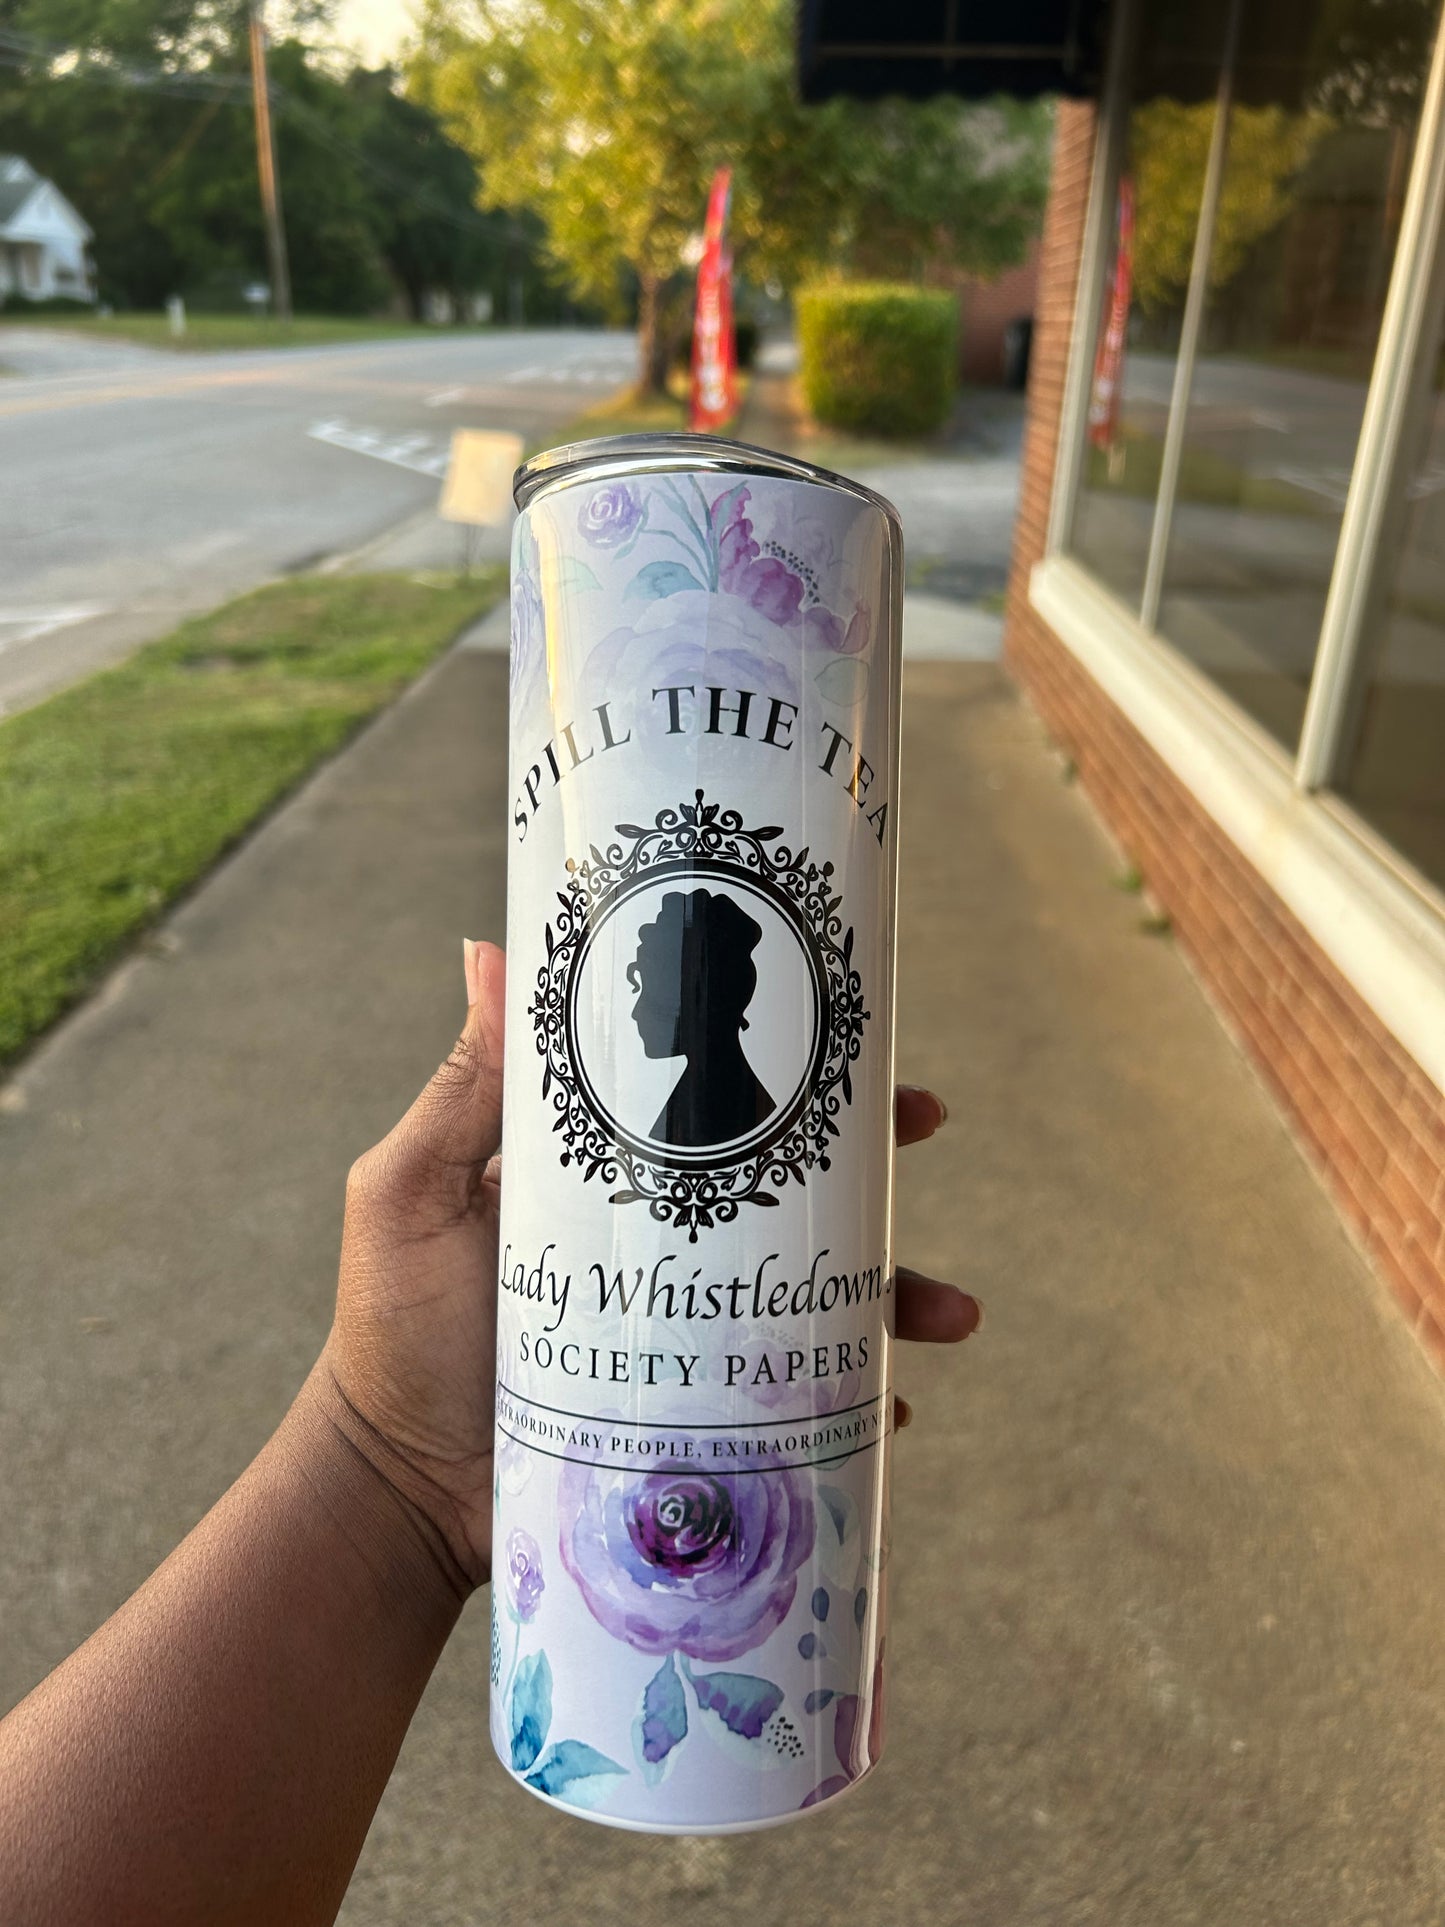 SPILL THE TEA
Lady Whistledown's
SOCIETY PAPERS
EXTRAORDINARY PEOPLE, EXTRAORDINARY